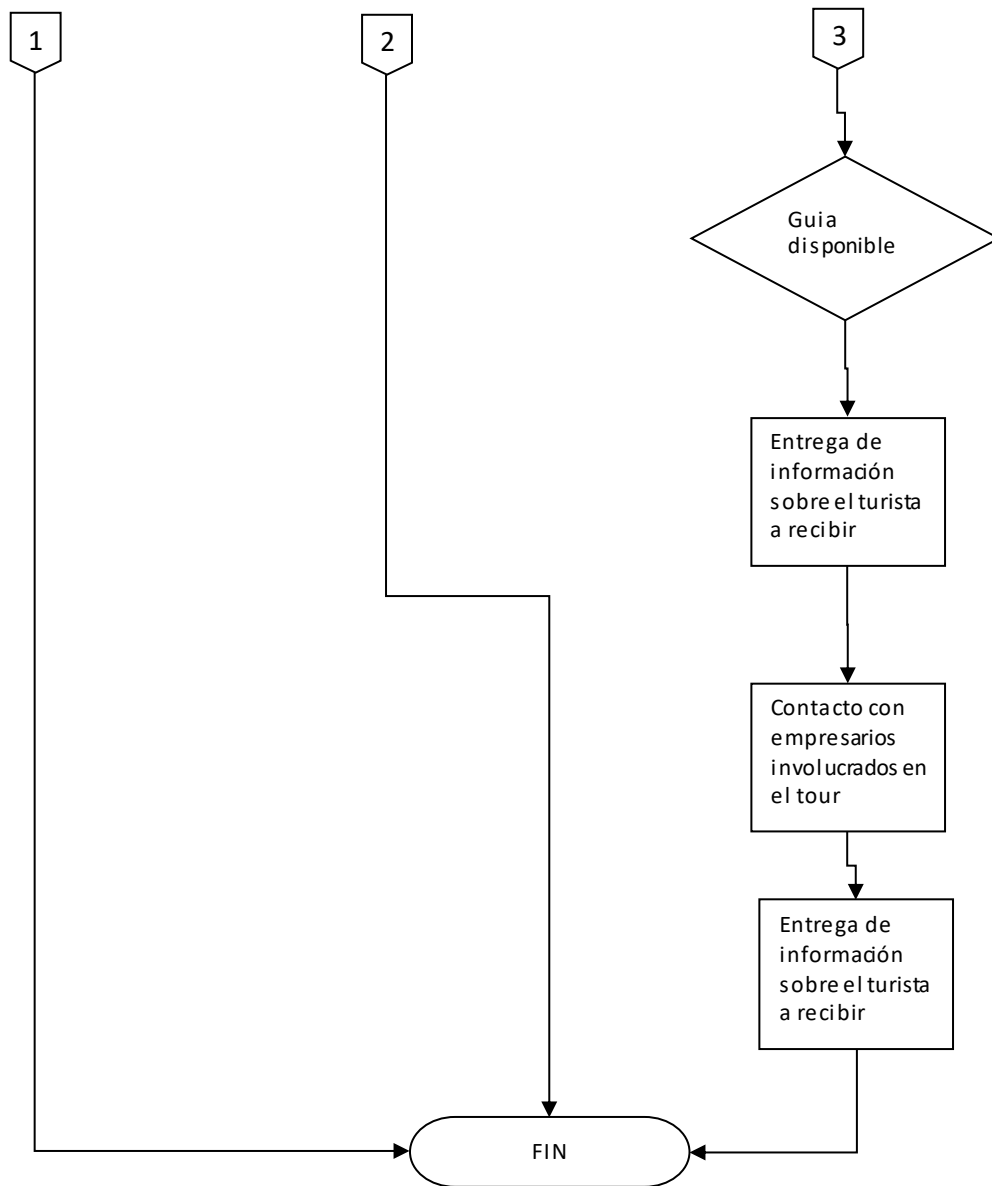 1
2
3
Guia
disponible
Entrega de
información
sobre el turista
a recibir
Contacto con
empresarios
involucrados en
el tour
Entrega de
información
sobre el turista
a recibir
FIN